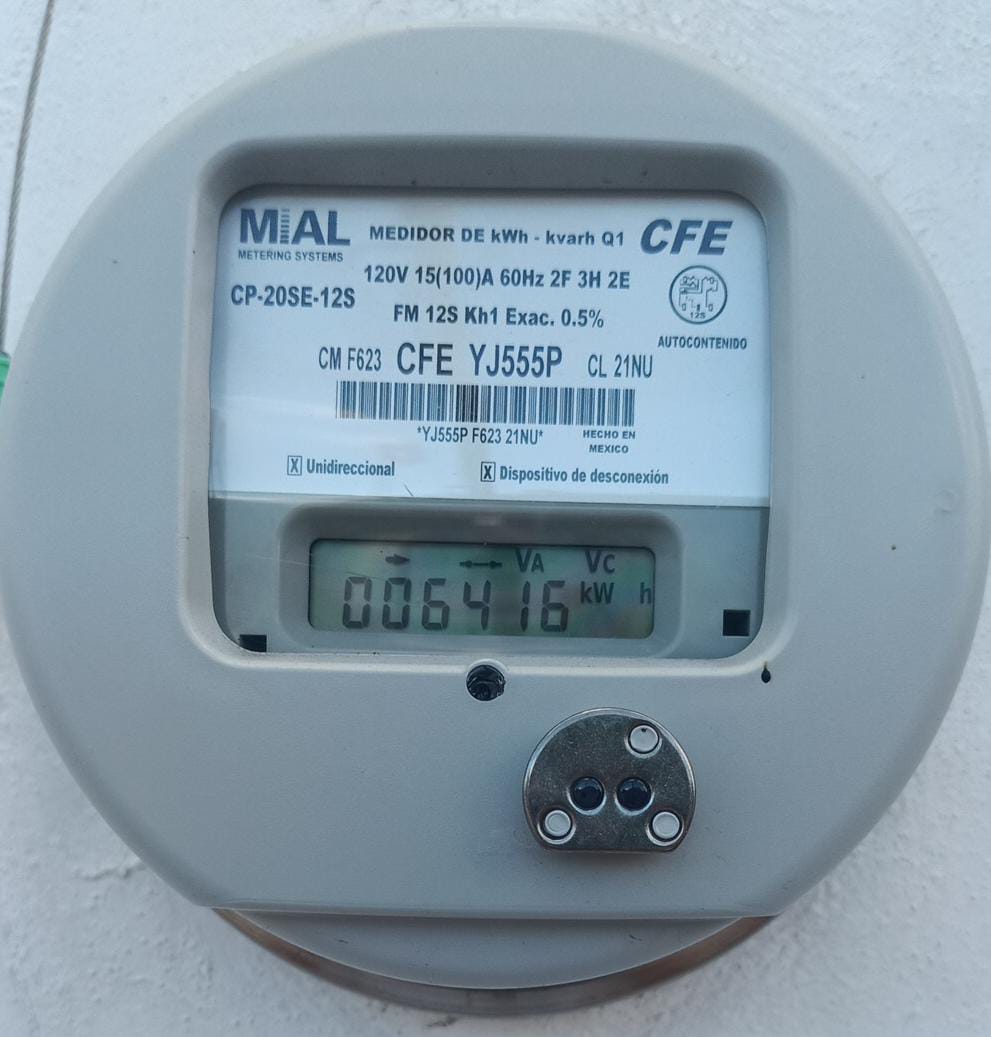 MIAL
METERING SYSTEMS
MEDIDOR DE kWh - kvarh Q1
CFE
120V 15(100)A 60Hz 2F 3H 2E
CP-20SE-12S
FM 12S Kh1 Exac. 0.5%
12S
AUTOCONTENIDO
CM F623 CFE YJ555P CL 21NU
*YJ555P F623 21NU*
HECHO EN
MEXICO
X Unidireccional
X Dispositivo de desconexión
VA VC
006416 kW h